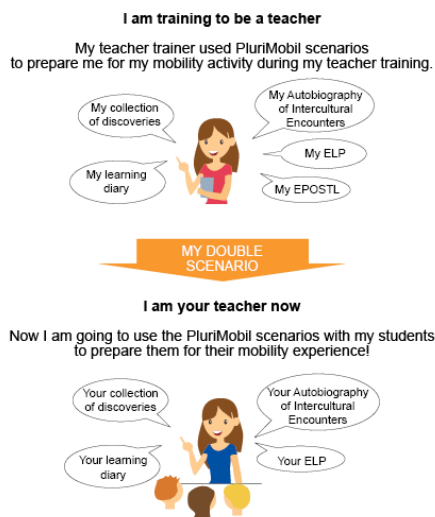 I am training to be a teacher
My teacher trainer used PluriMobil scenarios
to prepare me for my mobility activity during my teacher training.
My collection
of discoveries
My Autobiography
of Intercultural
Encounters
My ELP
My learning
diary
My EPOSTL
MY DOUBLE
SCENARIO
I am your teacher now
Now I am going to use the PluriMobil scenarios with my students
to prepare them for their mobility experience!
Your collection
of discoveries
Your Autobiography
of Intercultural
Encounters
Your learning
diary
Your ELP